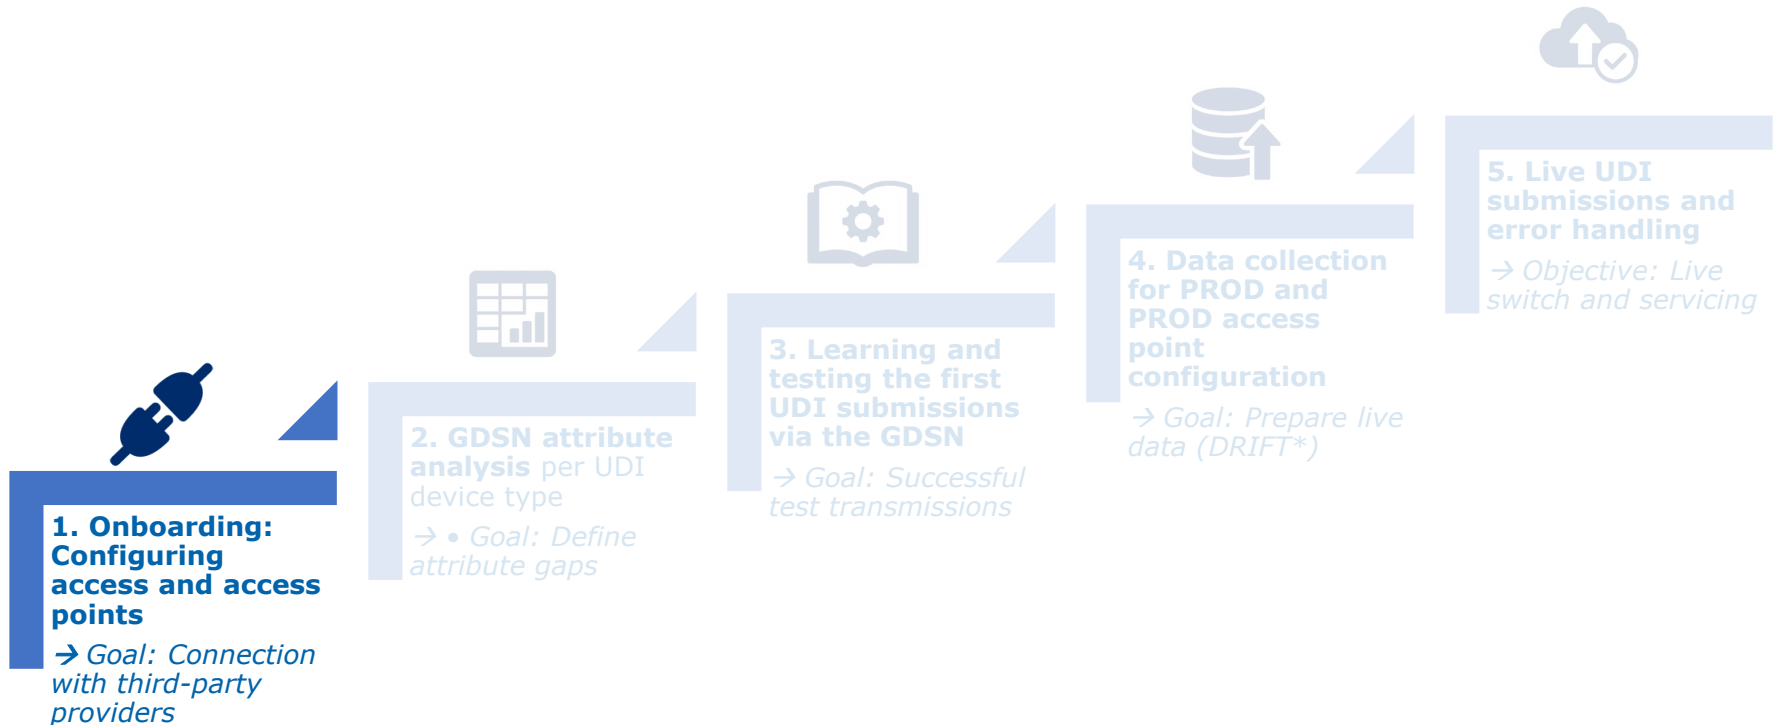 1. Onboarding:
Configuring
access and access
points
→ Goal: Connection
with third-party
providers
2. GDSN attribute
analysis per UDI
device type
→ • Goal: Define
attribute gaps
3. Learning and
testing the first
UDI submissions
via the GDSN
→ Goal: Successful
test transmissions
4. Data collection
for PROD and
PROD access
point
configuration
→ Goal: Prepare live
data (DRIFT*)
5. Live UDI
submissions and
error handling
→ Objective: Live
switch and servicing